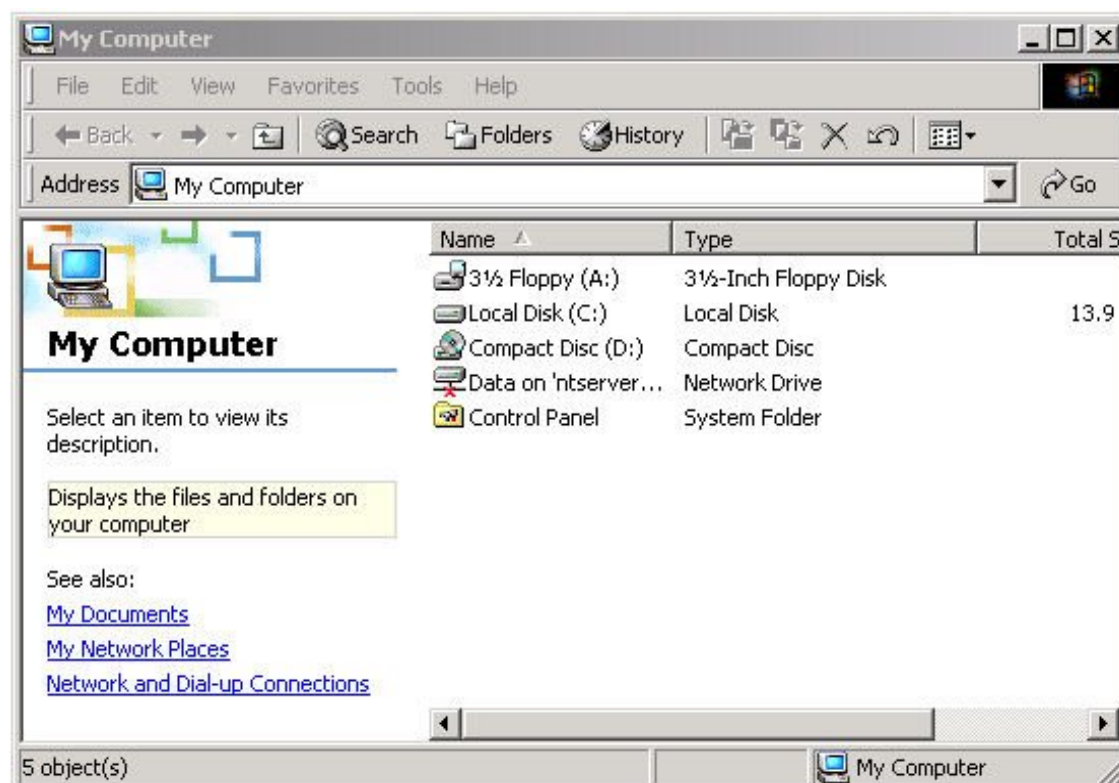 My Computer
File Edit View Favorites Tools Help
Back Search Folders History
Address My Computer Go
My Computer
Select an item to view its
description.
Displays the files and folders on
your computer
See also:
My Documents
My Network Places
Network and Dial-up Connections
Name Type Total S
3½ Floppy (A:) 3½-Inch Floppy Disk
Local Disk (C:) Local Disk 13.9
Compact Disc (D:) Compact Disc
Data on 'ntserver... Network Drive
Control Panel System Folder
5 object(s) My Computer